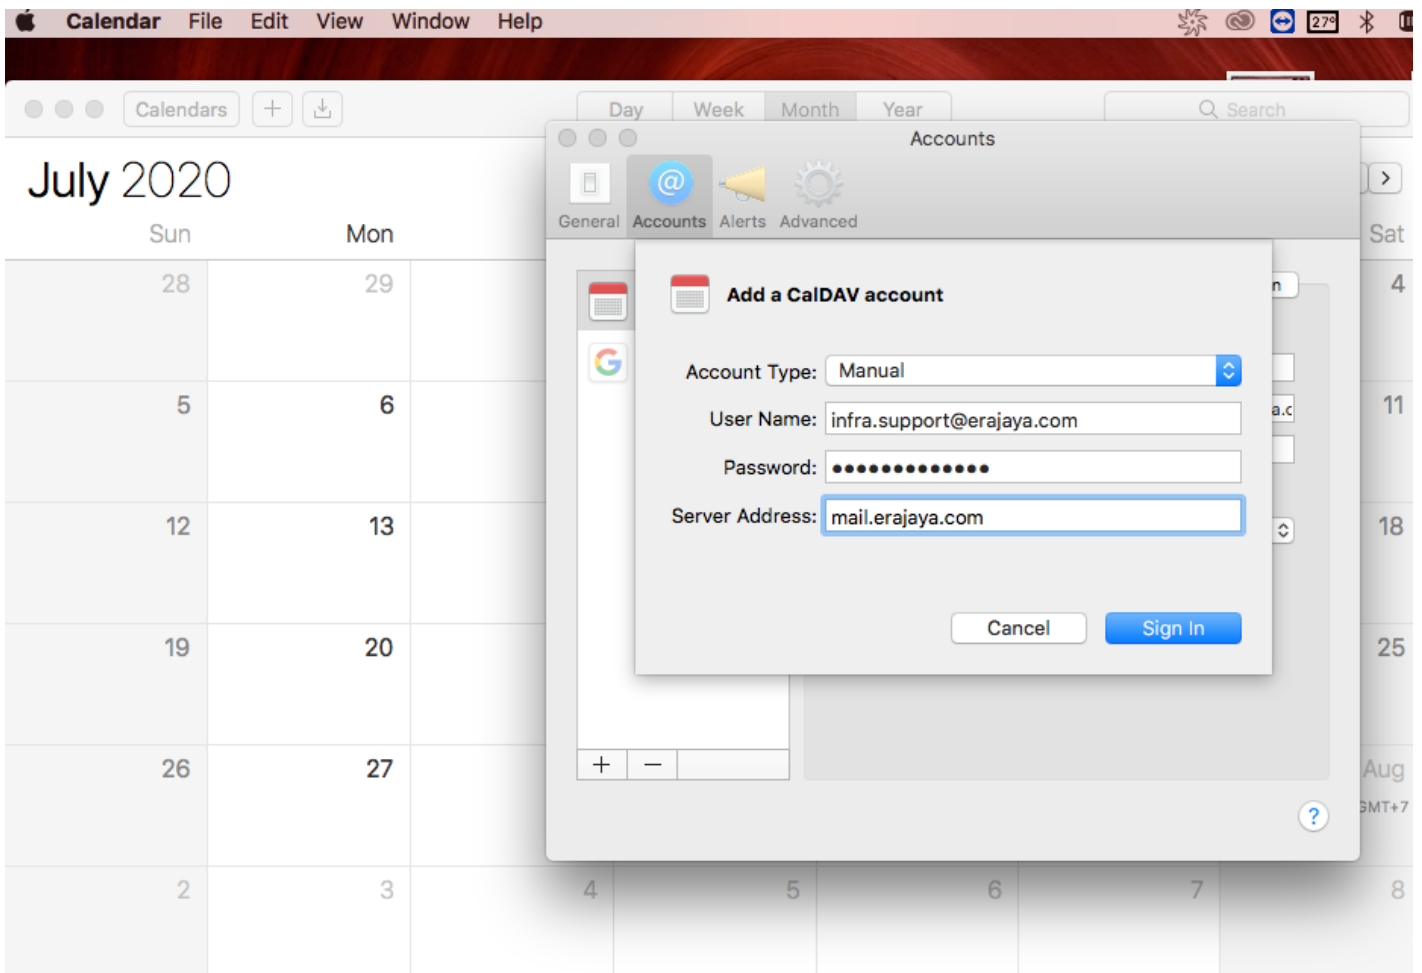 Calendar File Edit View Window Help 27°
Calendars + Day Week Month Year Search
Accounts
July 2020
General Accounts Alerts Advanced
Sun Mon Sat
28 29 4
Add a CalDAV account
Account Type: Manual
5 6 11
User Name: infra.support@erajaya.com
Password: •••••••••••••
Server Address: mail.erajaya.com
12 13 18
Cancel Sign In
19 20 25
+ −
26 27 Aug
GMT+7
?
2 3 4 5 6 7 8